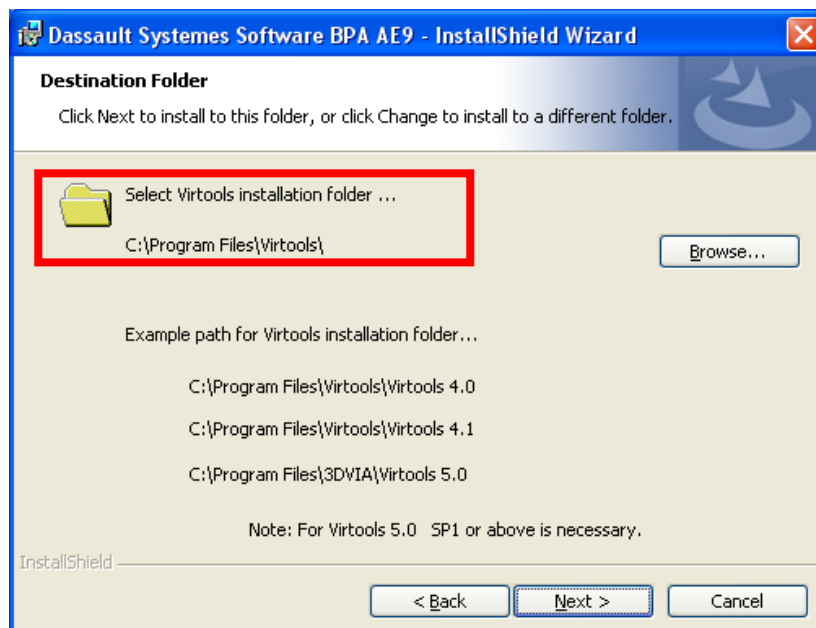 Dassault Systemes Software BPA AE9 - InstallShield Wizard
Destination Folder
Click Next to install to this folder, or click Change to install to a different folder.
Select Virtools installation folder ...
C:\Program Files\Virtools\
Browse...
Example path for Virtools installation folder...
C:\Program Files\Virtools\Virtools 4.0
C:\Program Files\Virtools\Virtools 4.1
C:\Program Files\3DVIA\Virtools 5.0
Note: For Virtools 5.0 SP1 or above is necessary.
InstallShield
< Back Next > Cancel